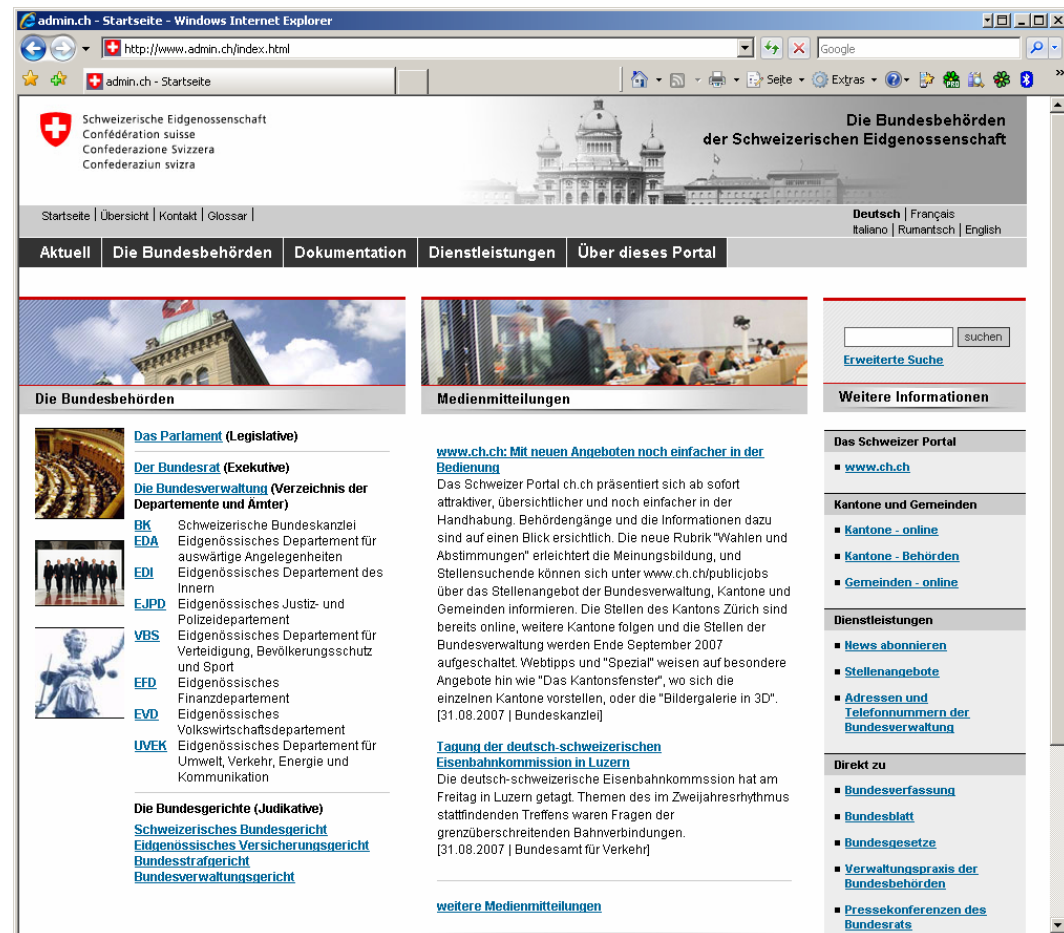 admin.ch - Startseite - Windows Internet Explorer
http://www.admin.ch/index.html
Google
admin.ch - Startseite
Seite
Extras
Schweizerische Eidgenossenschaft
Confédération suisse
Confederazione Svizzera
Confederaziun svizra
Die Bundesbehörden
der Schweizerischen Eidgenossenschaft
Startseite | Übersicht | Kontakt | Glossar |
Deutsch | Français
Italiano | Rumantsch | English
Aktuell
Die Bundesbehörden
Dokumentation
Dienstleistungen
Über dieses Portal
Die Bundesbehörden
Das Parlament (Legislative)
Der Bundesrat (Exekutive)
Die Bundesverwaltung (Verzeichnis der
Departemente und Ämter)
BK Schweizerische Bundeskanzlei
EDA Eidgenössisches Departement für
auswärtige Angelegenheiten
EDI Eidgenössisches Departement des
Innern
EJPD Eidgenössisches Justiz- und
Polizeidepartement
VBS Eidgenössisches Departement für
Verteidigung, Bevölkerungsschutz
und Sport
EFD Eidgenössisches
Finanzdepartement
EVD Eidgenössisches
Volkswirtschaftsdepartement
UVEK Eidgenössisches Departement für
Umwelt, Verkehr, Energie und
Kommunikation
Die Bundesgerichte (Judikative)
Schweizerisches Bundesgericht
Eidgenössisches Versicherungsgericht
Bundesstrafgericht
Bundesverwaltungsgericht
Medienmitteilungen
www.ch.ch: Mit neuen Angeboten noch einfacher in der
Bedienung
Das Schweizer Portal ch.ch präsentiert sich ab sofort
attraktiver, übersichtlicher und noch einfacher in der
Handhabung. Behördengänge und die Informationen dazu
sind auf einen Blick ersichtlich. Die neue Rubrik "Wahlen und
Abstimmungen" erleichtert die Meinungsbildung, und
Stellensuchende können sich unter www.ch.ch/publicjobs
über das Stellenangebot der Bundesverwaltung, Kantone und
Gemeinden informieren. Die Stellen des Kantons Zürich sind
bereits online, weitere Kantone folgen und die Stellen der
Bundesverwaltung werden Ende September 2007
aufgeschaltet. Webtipps und "Spezial" weisen auf besondere
Angebote hin wie "Das Kantonsfenster", wo sich die
einzelnen Kantone vorstellen, oder die "Bildergalerie in 3D".
[31.08.2007 | Bundeskanzlei]
Tagung der deutsch-schweizerischen
Eisenbahnkommission in Luzern
Die deutsch-schweizerische Eisenbahnkommssion hat am
Freitag in Luzern getagt. Themen des im Zweijahresrhythmus
stattfindenden Treffens waren Fragen der
grenzüberschreitenden Bahnverbindungen.
[31.08.2007 | Bundesamt für Verkehr]
weitere Medienmitteilungen
suchen
Erweiterte Suche
Weitere Informationen
Das Schweizer Portal
www.ch.ch
Kantone und Gemeinden
Kantone - online
Kantone - Behörden
Gemeinden - online
Dienstleistungen
News abonnieren
Stellenangebote
Adressen und
Telefonnummern der
Bundesverwaltung
Direkt zu
Bundesverfassung
Bundesblatt
Bundesgesetze
Verwaltungspraxis der
Bundesbehörden
Pressekonferenzen des
Bundesrats